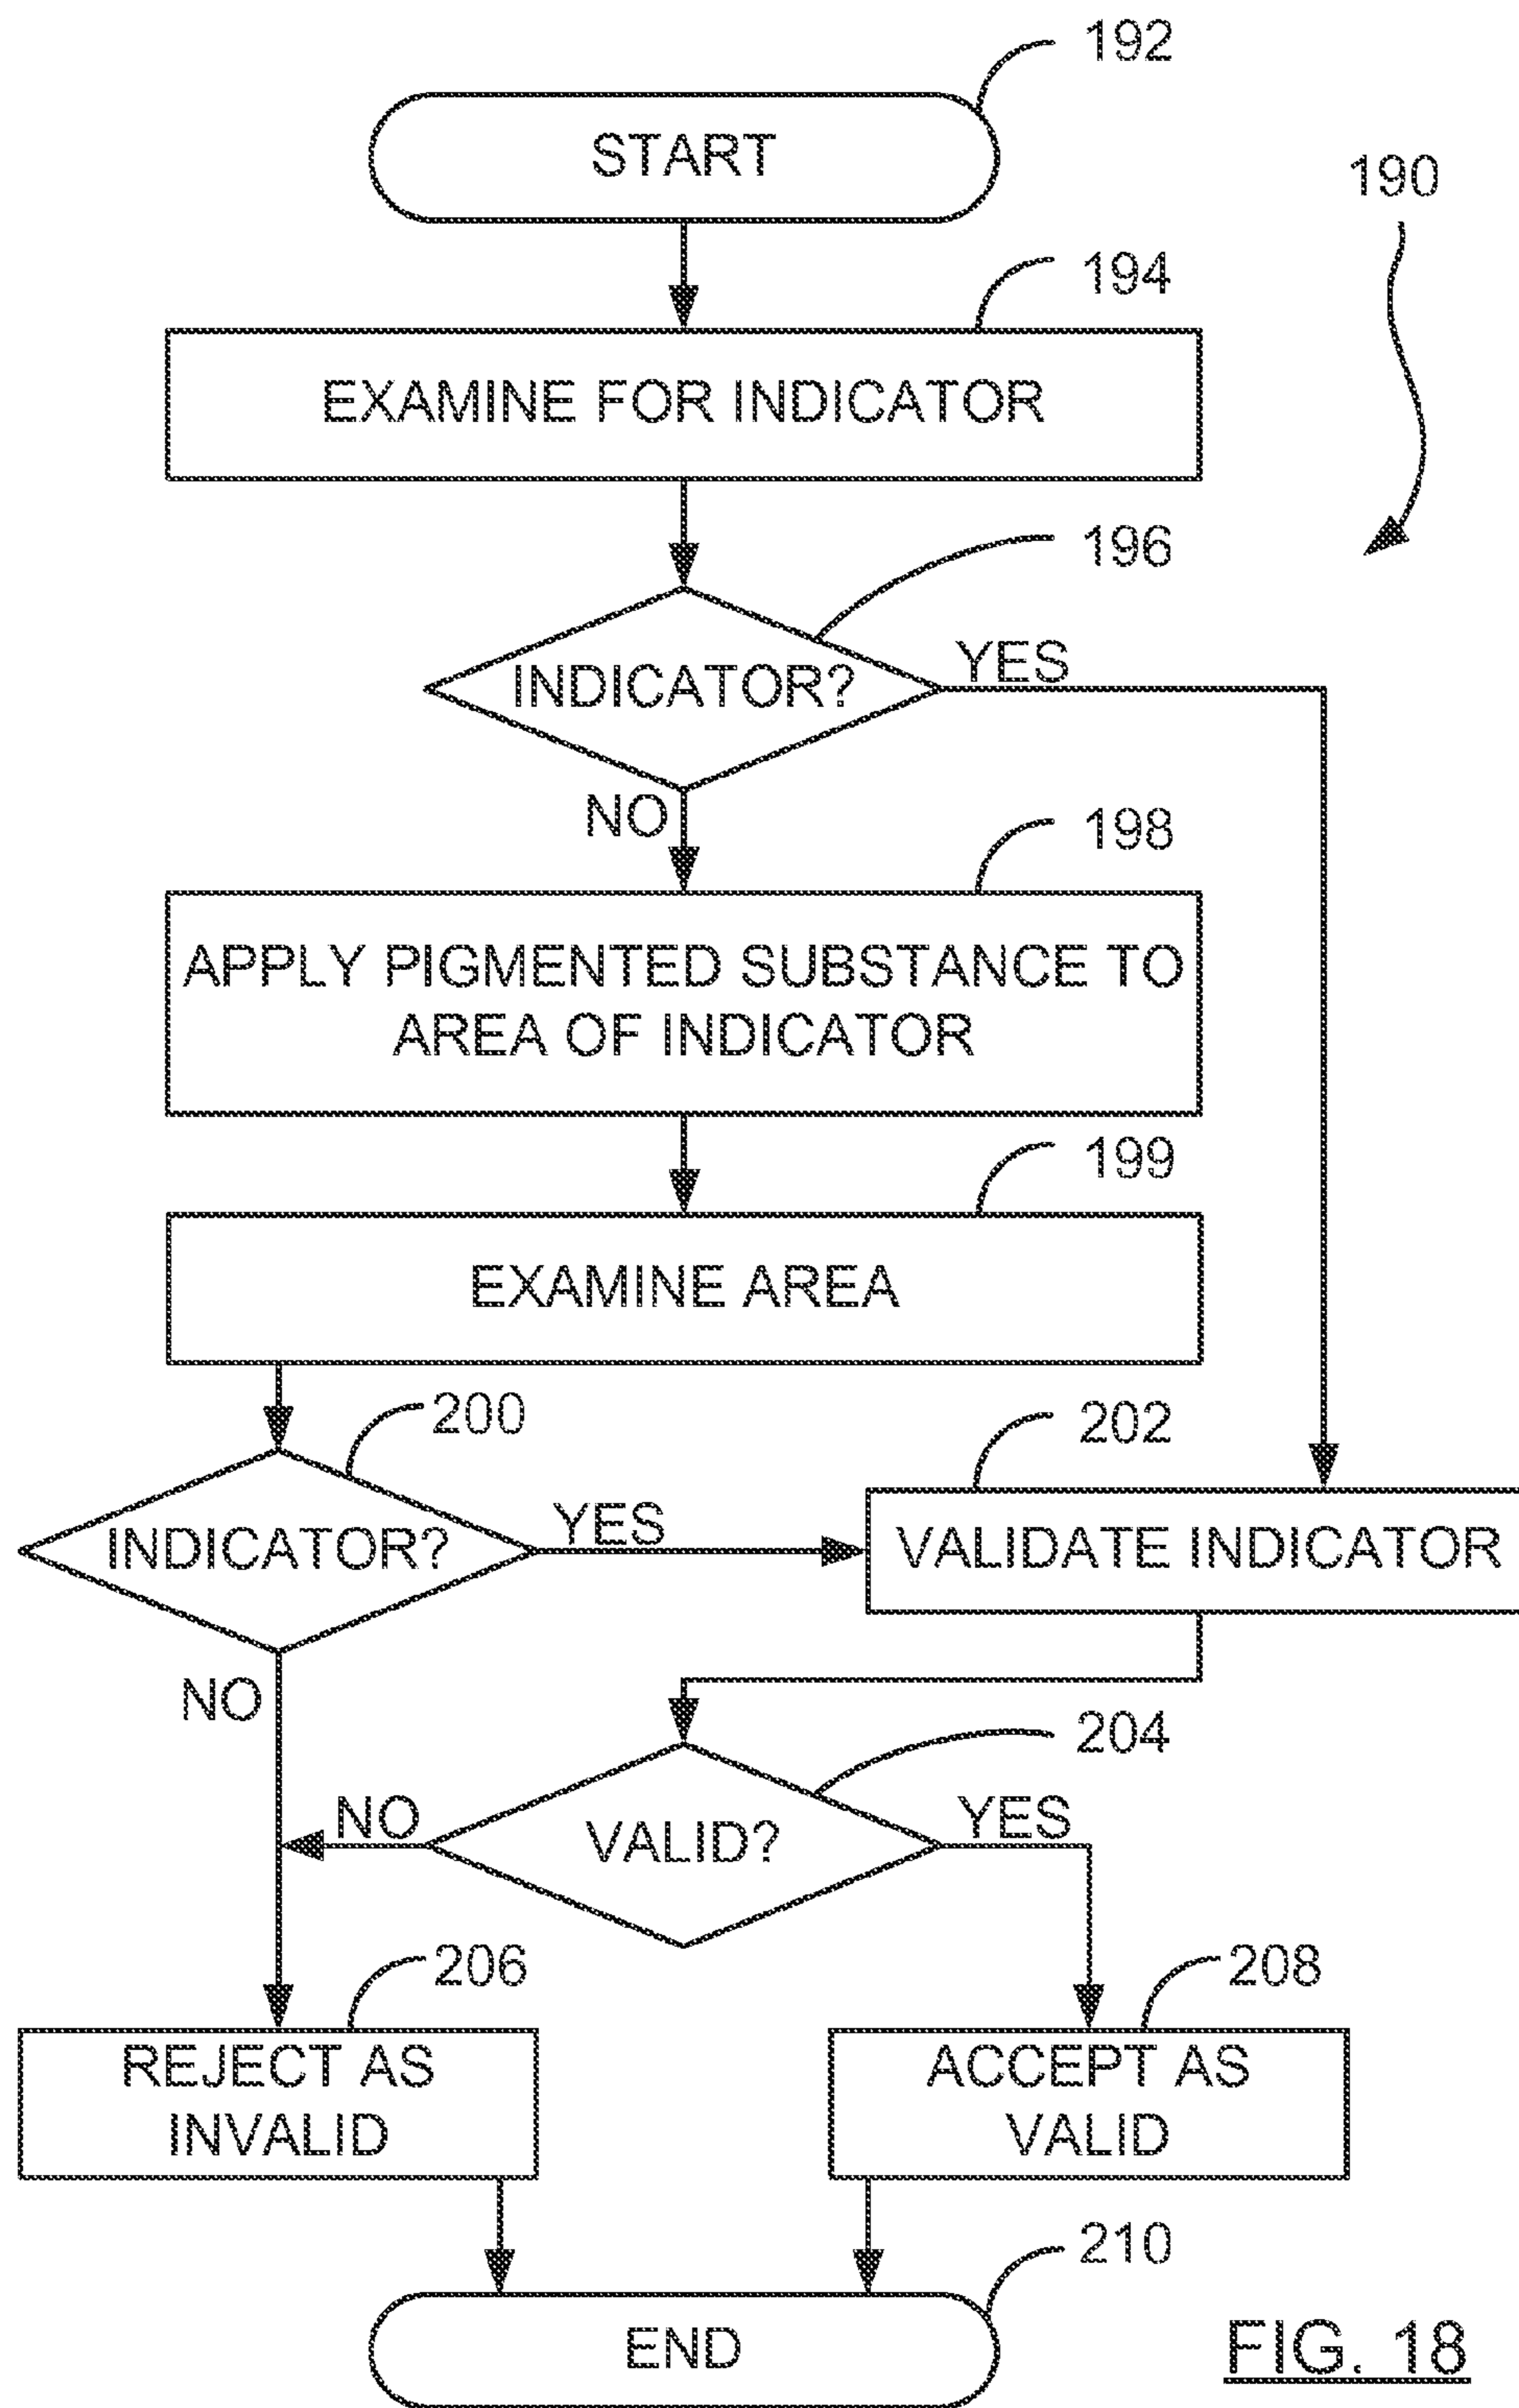 192
START
190
194
EXAMINE FOR INDICATOR
196
INDICATOR?
YES
NO
198
APPLY PIGMENTED SUBSTANCE TO
AREA OF INDICATOR
199
EXAMINE AREA
200
202
INDICATOR?
YES
VALIDATE INDICATOR
NO
204
NO
VALID?
YES
206
208
REJECT AS
INVALID
ACCEPT AS
VALID
210
END
FIG. 18